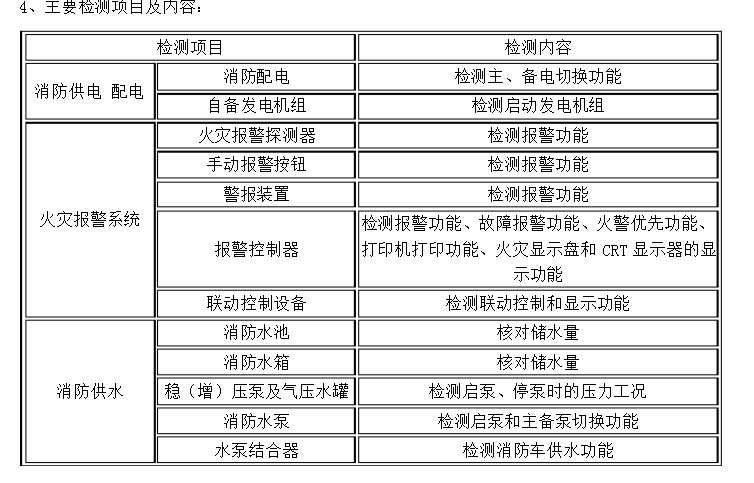 4、主要检测项目及内容：
检测项目 检测内容
消防供电 配电 消防配电 检测主、备电切换功能
自备发电机组 检测启动发电机组
火灾报警系统 火灾报警探测器 检测报警功能
手动报警按钮 检测报警功能
警报装置 检测报警功能
报警控制器 检测报警功能、故障报警功能、火警优先功能、
打印机打印功能、火灾显示盘和 CRT 显示器的显
示功能
联动控制设备 检测联动控制和显示功能
消防供水 消防水池 核对储水量
消防水箱 核对储水量
稳（增）压泵及气压水罐 检测启泵、停泵时的压力工况
消防水泵 检测启泵和主备泵切换功能
水泵结合器 检测消防车供水功能